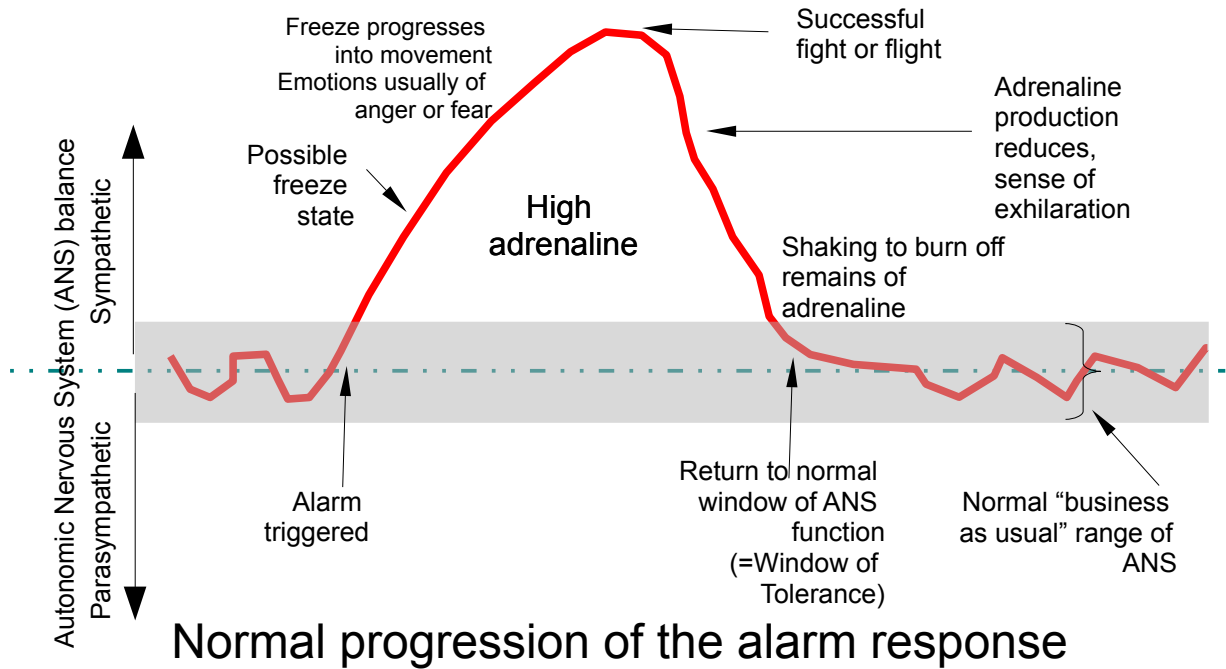 Freeze progresses
into movement
Emotions usually of
anger or fear
Successful
fight or flight
Adrenaline
production
reduces,
sense of
exhilaration
Possible
freeze
state
High
adrenaline
Shaking to burn off
remains of
adrenaline
Autonomic Nervous System (ANS) balance
Sympathetic
Parasympathetic
Alarm
triggered
Return to normal
window of ANS
function
(=Window of
Tolerance)
Normal “business
as usual” range of
ANS
Normal progression of the alarm response